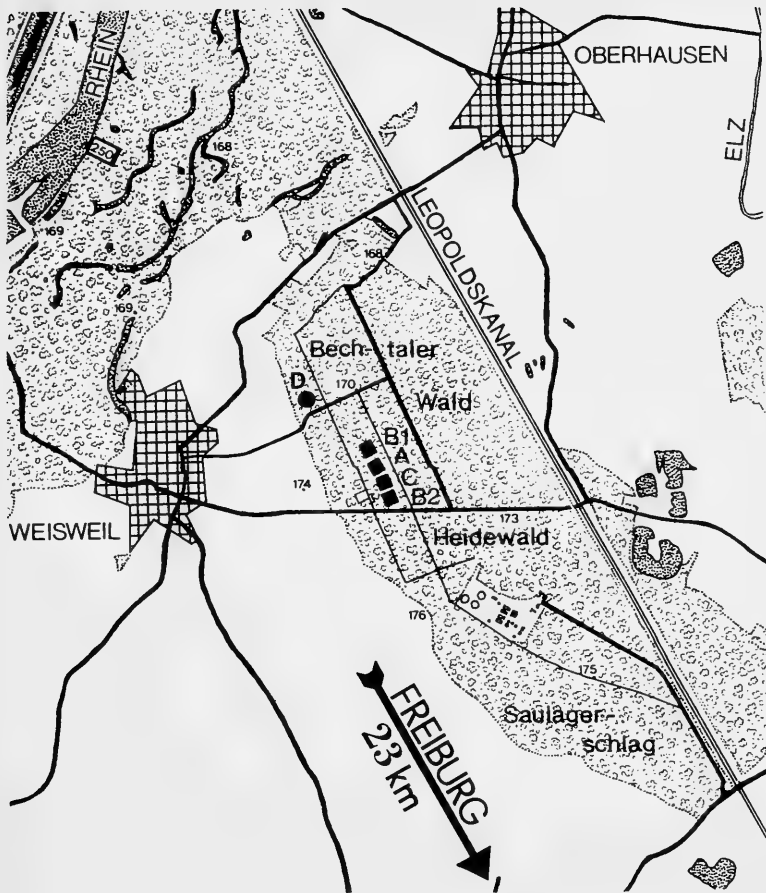 OBERHAUSEN
RHEIN
ELZ
168
169
LEOPOLDSKANAL
168
169
Bech-taler
D
170
Wald
B1
A
C
B2
174
WEISWEIL
173
Heidewald
176
175
FREIBURG
23 km
Saulager-
schlag